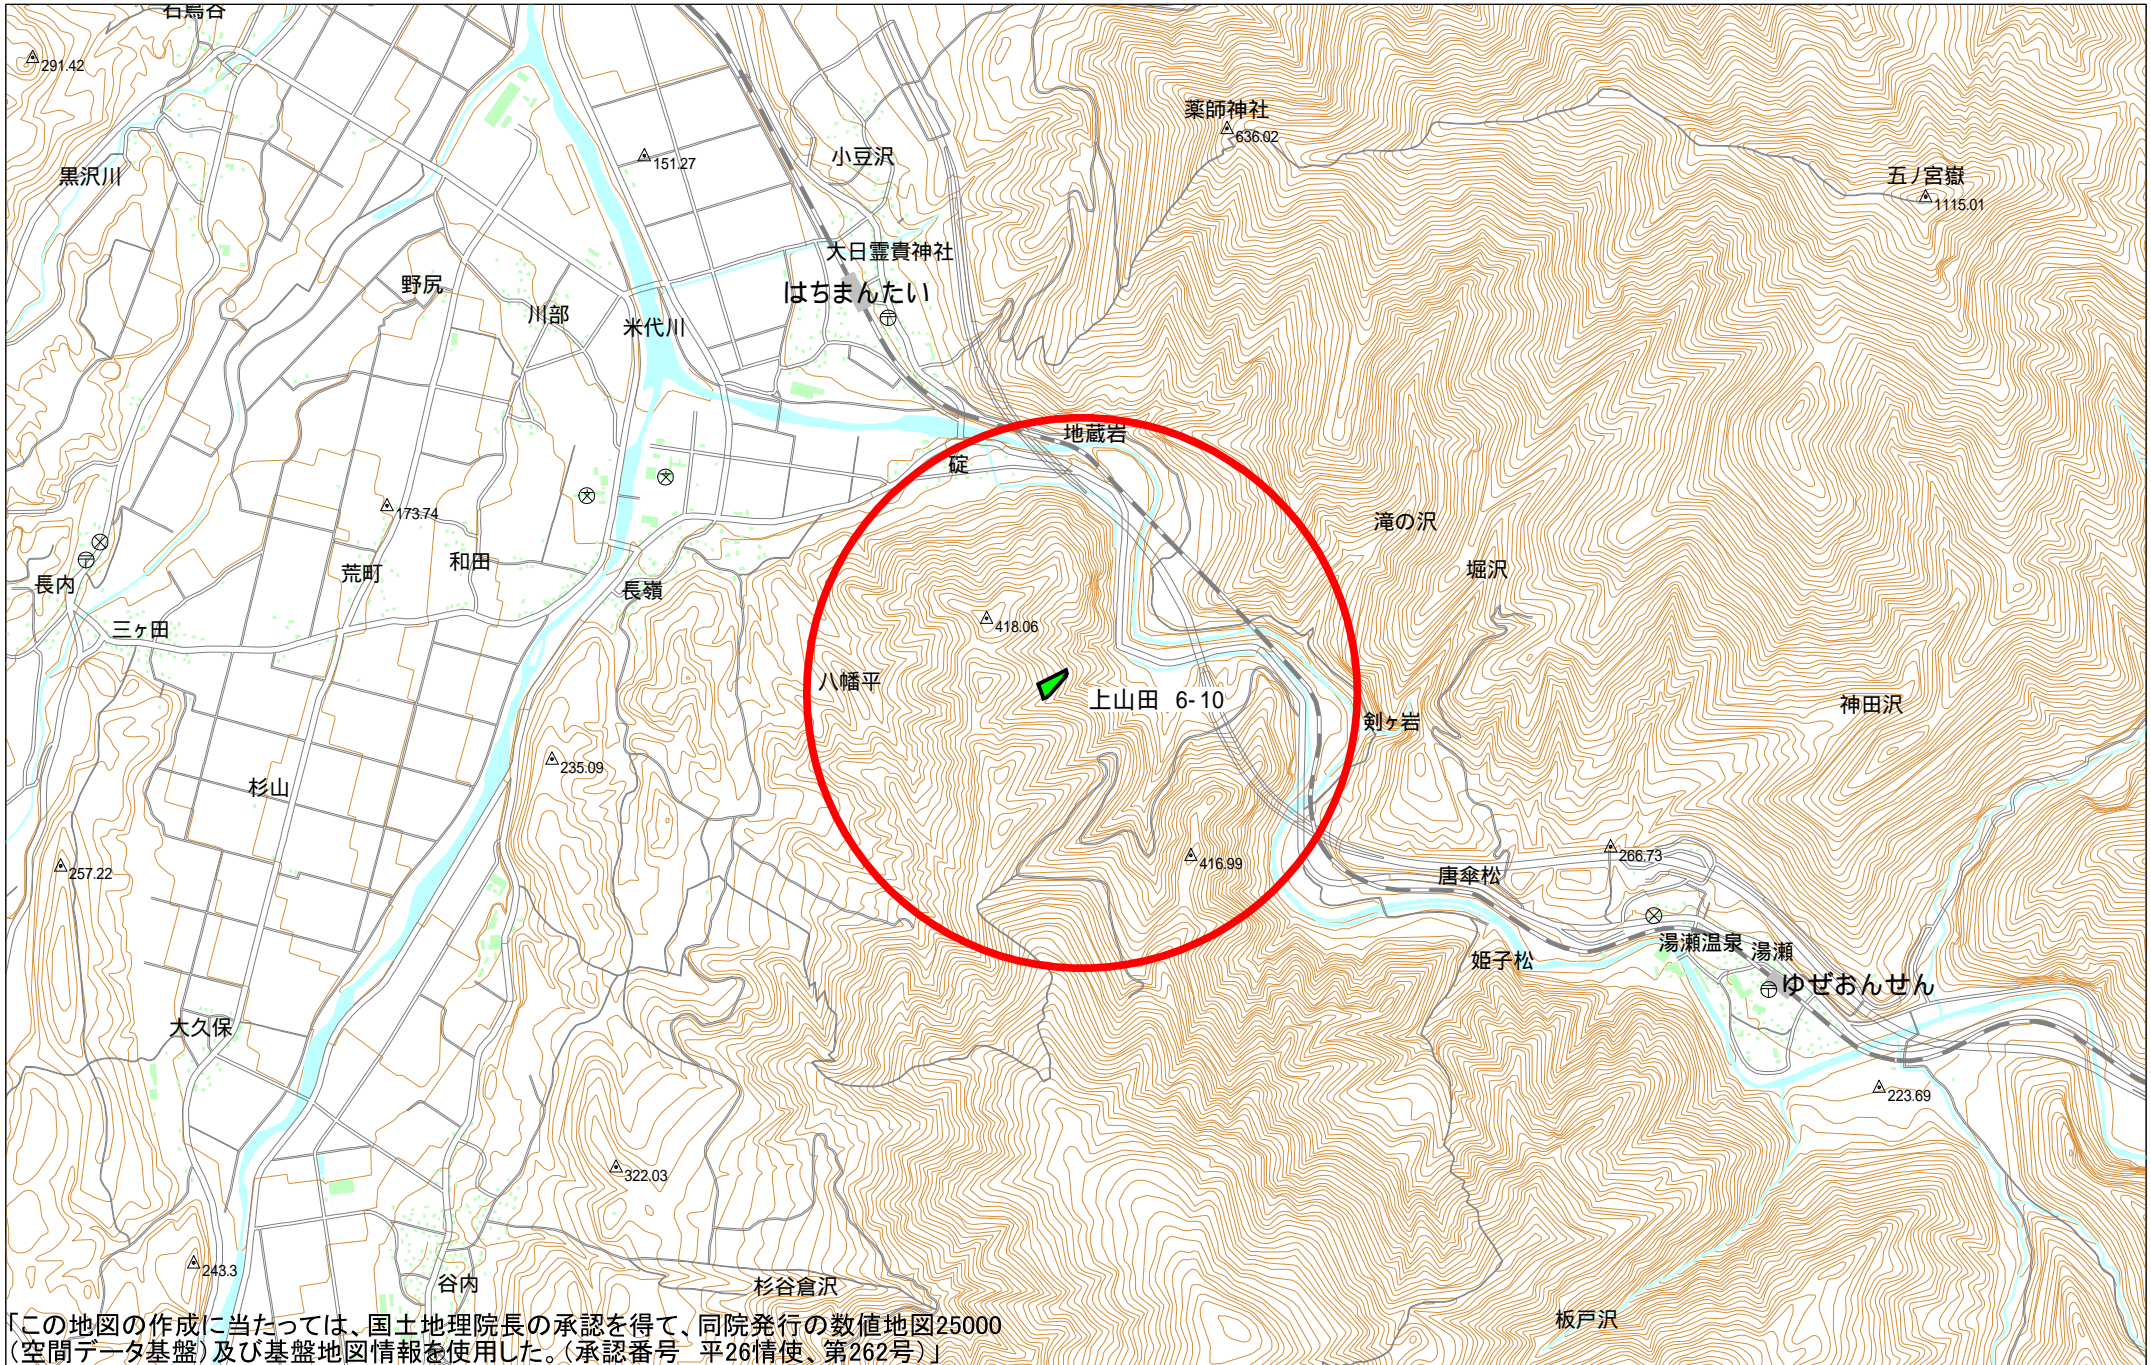 石鳥谷
291.42
薬師神社
636.02
151.27
小豆沢
黒沢川
五ノ宮嶽
1115.01
大日霊貴神社
野尻
はちまんたい
川部
米代川
地蔵岩
碇
173.74
滝の沢
堀沢
和田
荒町
長内
長嶺
三ヶ田
418.06
八幡平
上山田 6-10
剣ヶ岩
神田沢
235.09
杉山
257.22
416.99
266.73
唐傘松
湯瀬温泉
湯瀬
姫子松
ゆぜおんせん
大久保
223.69
322.03
243.3
谷内
杉谷倉沢
板戸沢
「この地図の作成に当たっては、国土地理院長の承認を得て、同院発行の数値地図25000
(空間データ基盤)及び基盤地図情報を使用した。(承認番号 平26情使、第262号)」